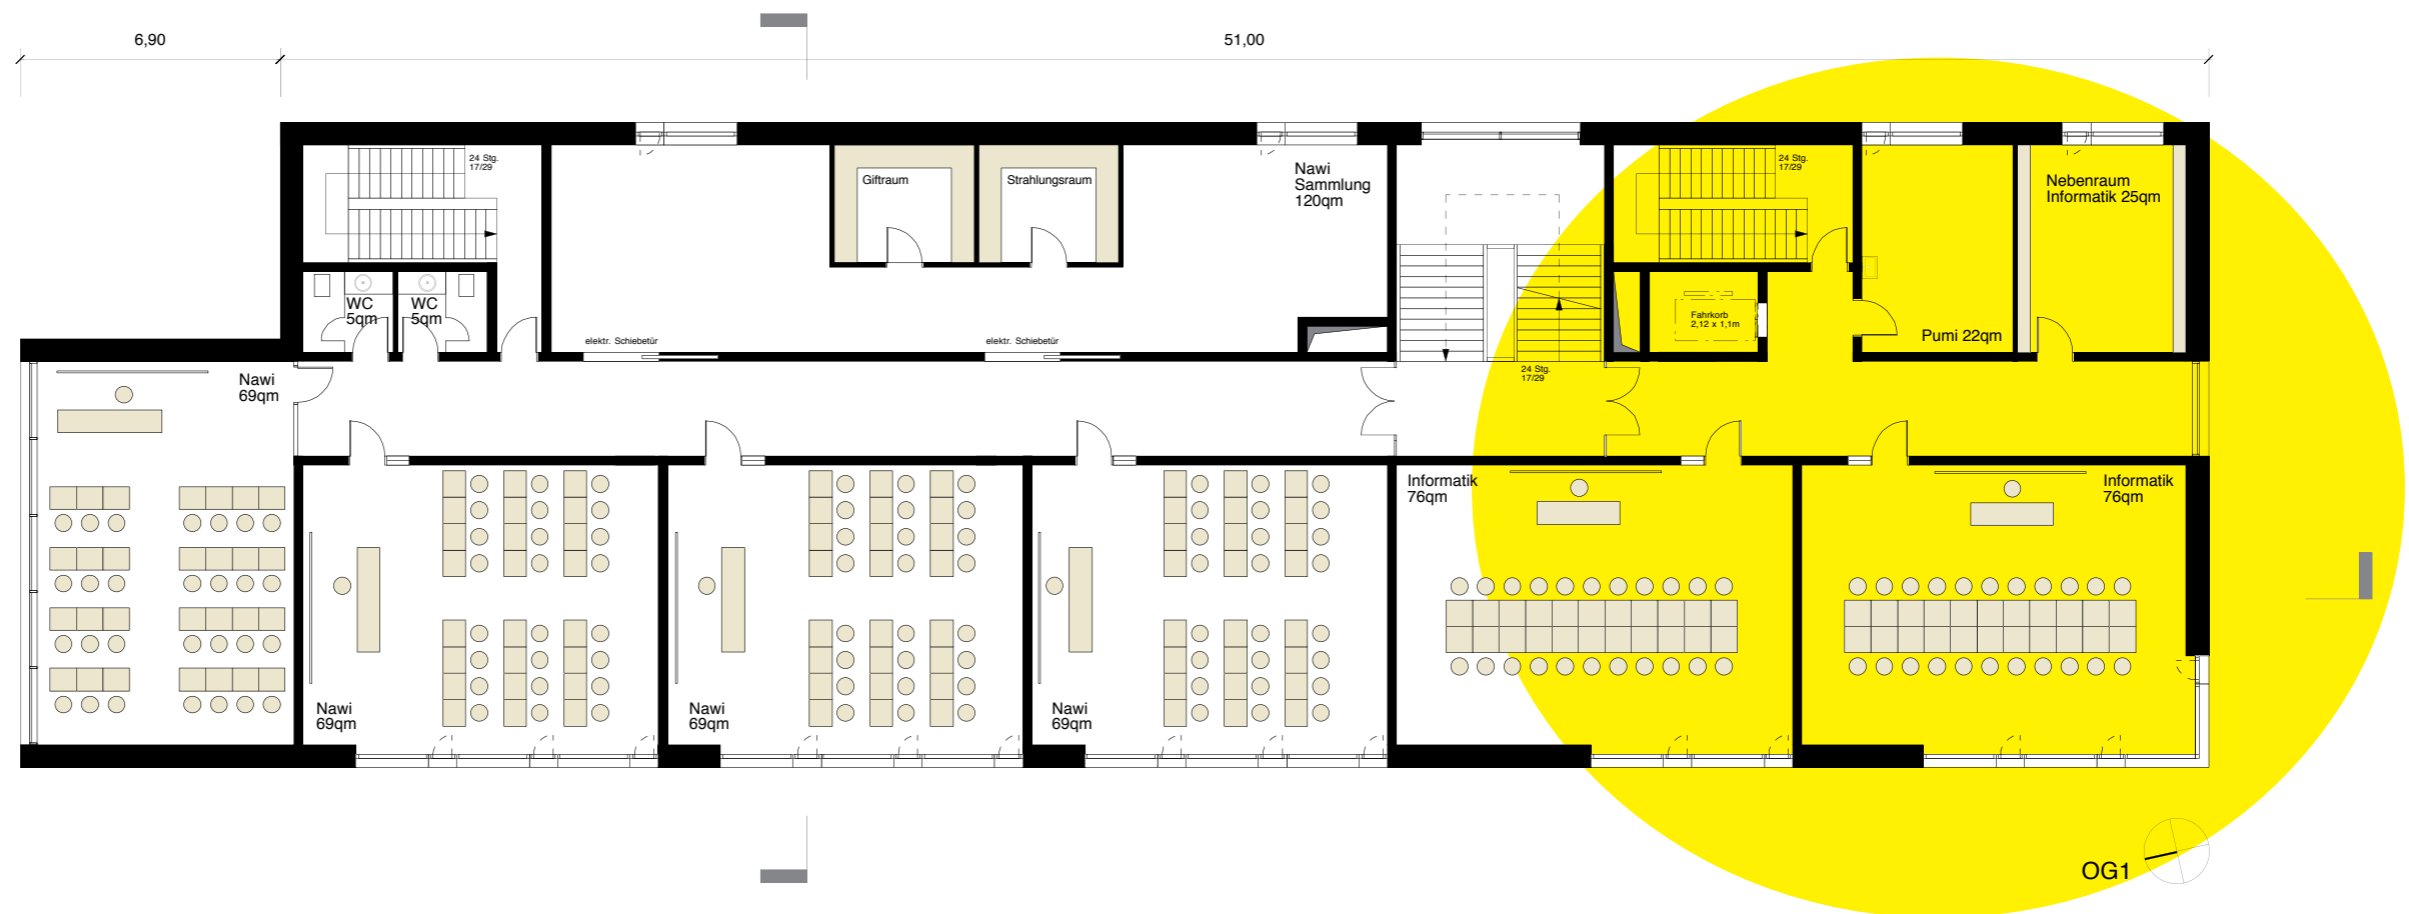 6,90
51,00
24 Stg.
17/29
Giftraum
Strahlungsraum
Nawi
Sammlung
120qm
24 Stg.
17/29
Nebenraum
Informatik 25qm
WC
5qm
WC
5qm
elektr. Schiebetür
elektr. Schiebetür
Fahrkorb
2,12 x 1,1m
Pumi 22qm
24 Stg.
17/29
Nawi
69qm
Informatik
76qm
Informatik
76qm
Nawi
69qm
Nawi
69qm
Nawi
69qm
OG1